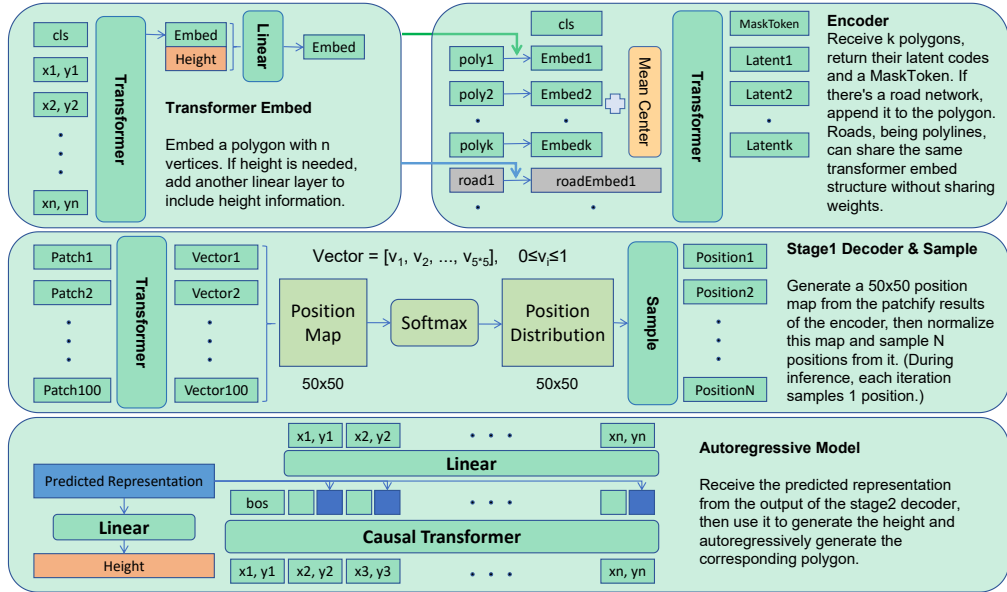 cls
x1, y1
x2, y2
xn, yn
Transformer
Embed
Height
Linear
Embed
Transformer Embed
Embed a polygon with n
vertices. If height is needed,
add another linear layer to
include height information.
cls
poly1
Embed1
poly2
Embed2
polyk
Embedk
road1
roadEmbed1
Mean Center
Transformer
MaskToken
Latent1
Latent2
Latentk
Encoder
Receive k polygons,
return their latent codes
and a MaskToken. If
there's a road network,
append it to the polygon.
Roads, being polylines,
can share the same
transformer embed
structure without sharing
weights.
Patch1
Patch2
Patch100
Transformer
Vector1
Vector2
Vector100
Vector = [v1, v2, ..., v5*5], 0≤vi≤1
Position
Map
50x50
Softmax
Position
Distribution
50x50
Sample
Position1
Position2
PositionN
Stage1 Decoder & Sample
Generate a 50x50 position
map from the patchify results
of the encoder, then normalize
this map and sample N
positions from it. (During
inference, each iteration
samples 1 position.)
Predicted Representation
Linear
Height
x1, y1
x2, y2
xn, yn
Linear
bos
Causal Transformer
x1, y1
x2, y2
x3, y3
xn, yn
Autoregressive Model
Receive the predicted representation
from the output of the stage2 decoder,
then use it to generate the height and
autoregressively generate the
corresponding polygon.